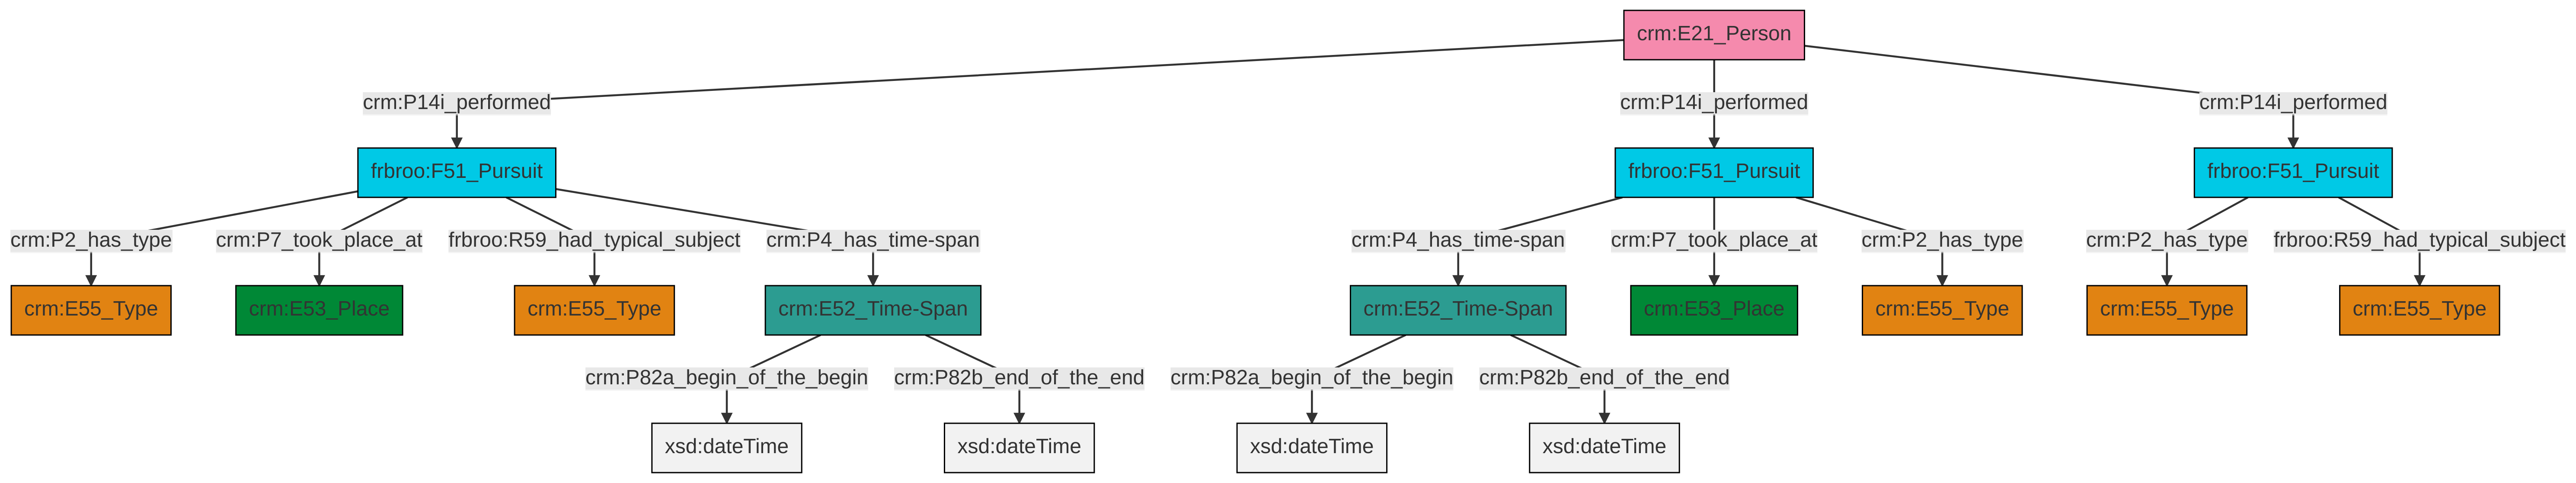 crm:E21_Person
crm:P14i_performed
crm:P14i_performed
crm:P14i_performed
frbroo:F51_Pursuit
frbroo:F51_Pursuit
frbroo:F51_Pursuit
crm:P2_has_type
crm:P7_took_place_at
frbroo:R59_had_typical_subject
crm:P4_has_time-span
crm:P4_has_time-span
crm:P7_took_place_at
crm:P2_has_type
crm:P2_has_type
frbroo:R59_had_typical_subject
crm:E55_Type
crm:E53_Place
crm:E55_Type
crm:E52_Time-Span
crm:E52_Time-Span
crm:E53_Place
crm:E55_Type
crm:E55_Type
crm:E55_Type
crm:P82a_begin_of_the_begin
crm:P82b_end_of_the_end
crm:P82a_begin_of_the_begin
crm:P82b_end_of_the_end
xsd:dateTime
xsd:dateTime
xsd:dateTime
xsd:dateTime